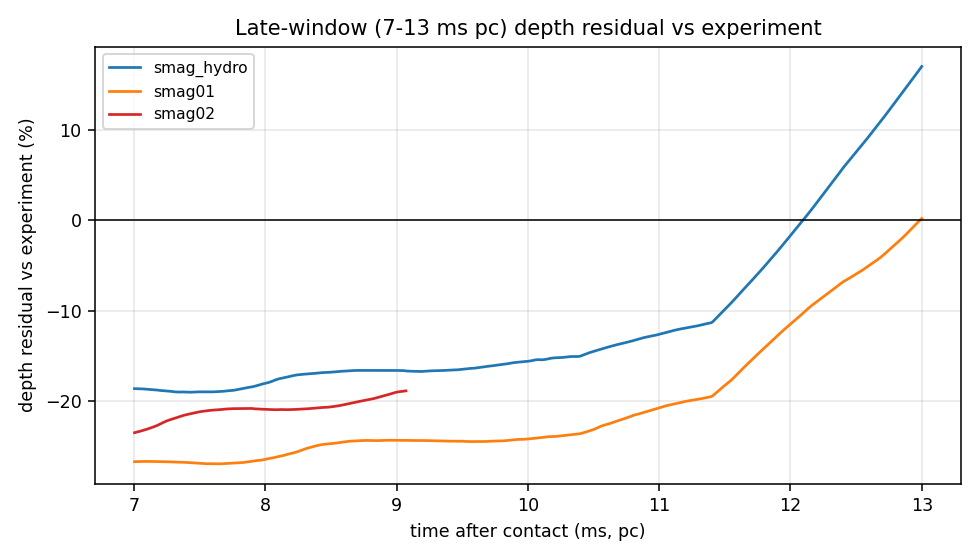 Late-window (7-13 ms pc) depth residual vs experiment
smag_hydro
smag01
smag02
depth residual vs experiment (%)
10
0
−10
−20
7 8 9 10 11 12 13
time after contact (ms, pc)